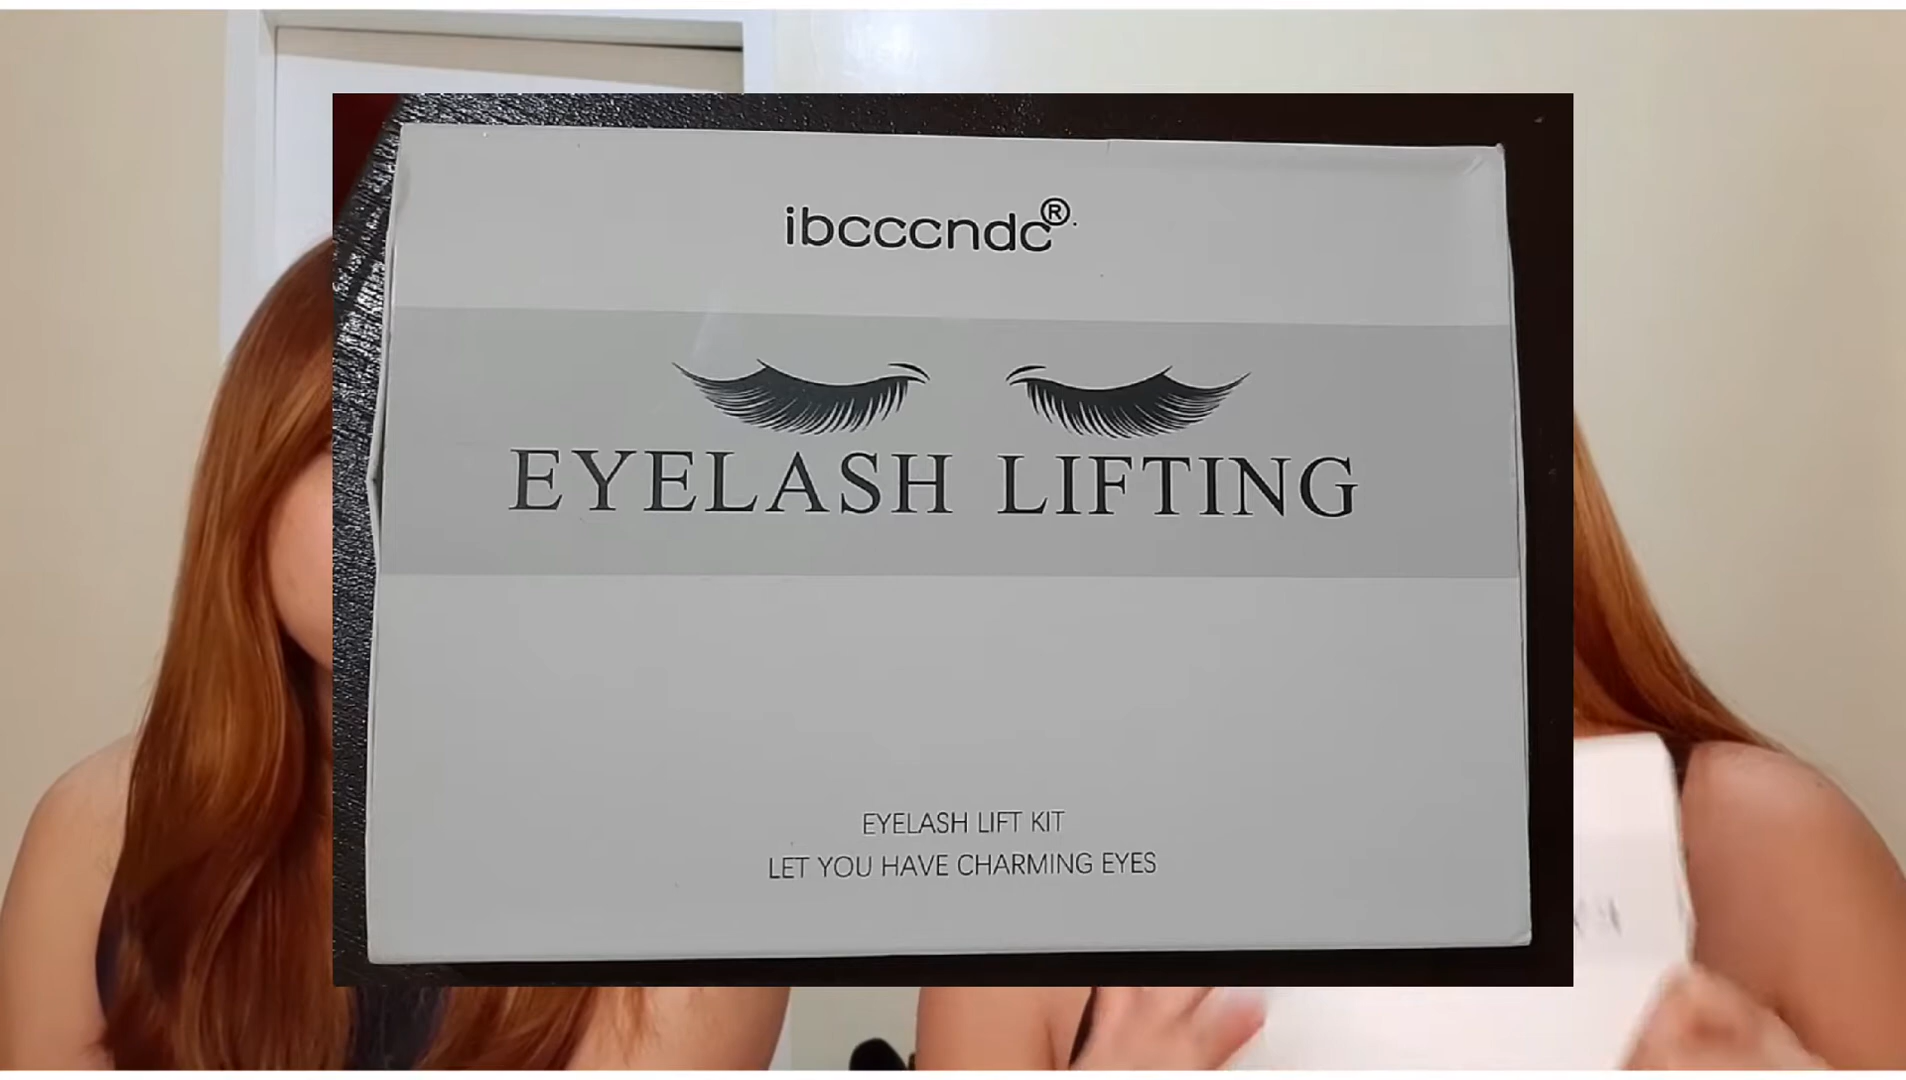 ibcccndc®
EYELASH LIFTING
EYELASH LIFT KIT
LET YOU HAVE CHARMING EYES